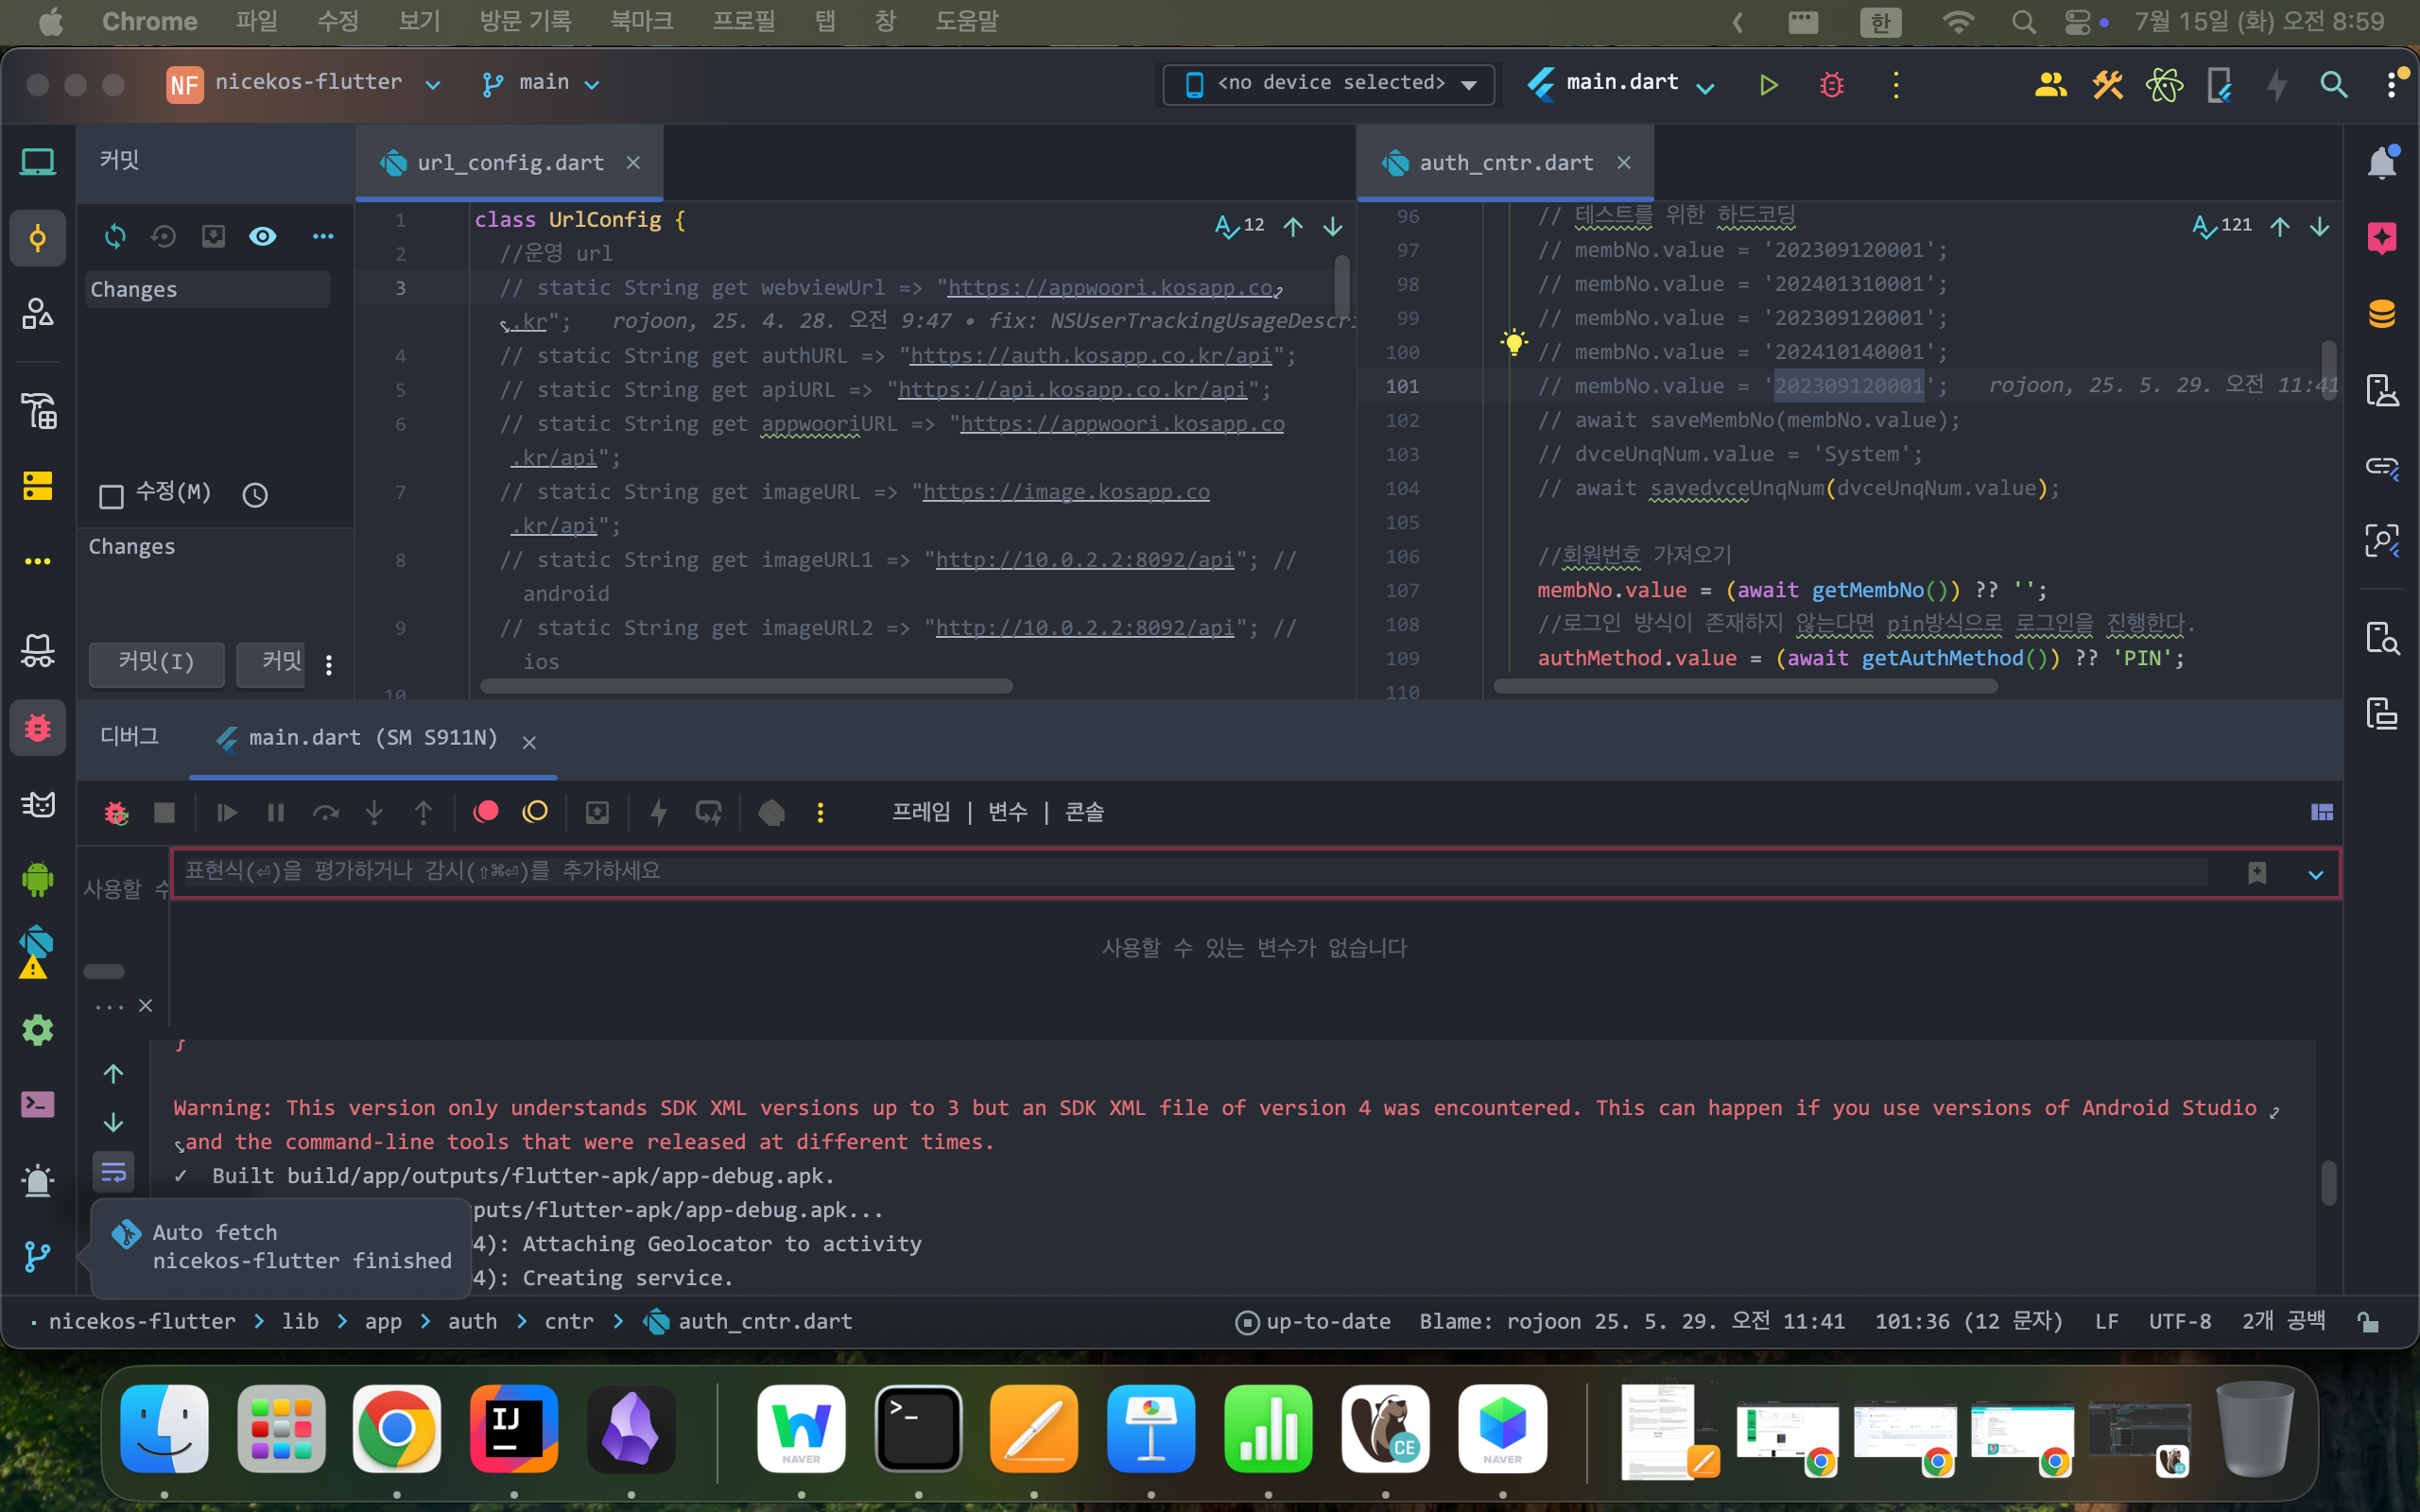 Chrome 파일 수정 보기 방문 기록 북마크 프로필 탭 창 도움말 한 7월 15일 (화) 오전 8:59
NF nicekos-flutter main <no device selected> main.dart
커밋
url_config.dart
auth_cntr.dart
Changes
수정(M)
Changes
커밋(I) 커밋
12
1 class UrlConfig {
2 //운영 url
3 // static String get webviewUrl => "https://appwoori.kosapp.co
.kr"; rojoon, 25. 4. 28. 오전 9:47 • fix: NSUserTrackingUsageDescri
4 // static String get authURL => "https://auth.kosapp.co.kr/api";
5 // static String get apiURL => "https://api.kosapp.co.kr/api";
6 // static String get appwooriURL => "https://appwoori.kosapp.co
.kr/api";
7 // static String get imageURL => "https://image.kosapp.co
.kr/api";
8 // static String get imageURL1 => "http://10.0.2.2:8092/api"; //
android
9 // static String get imageURL2 => "http://10.0.2.2:8092/api"; //
ios
10
121
96 // 테스트를 위한 하드코딩
97 // membNo.value = '202309120001';
98 // membNo.value = '202401310001';
99 // membNo.value = '202309120001';
100 // membNo.value = '202410140001';
101 // membNo.value = '202309120001'; rojoon, 25. 5. 29. 오전 11:41
102 // await saveMembNo(membNo.value);
103 // dvceUnqNum.value = 'System';
104 // await savedvceUnqNum(dvceUnqNum.value);
105
106 //회원번호 가져오기
107 membNo.value = (await getMembNo()) ?? '';
108 //로그인 방식이 존재하지 않는다면 pin방식으로 로그인을 진행한다.
109 authMethod.value = (await getAuthMethod()) ?? 'PIN';
110
디버그 main.dart (SM S911N)
프레임 | 변수 | 콘솔
사용할 수
표현식(⏎)을 평가하거나 감시(⇧⌘⏎)를 추가하세요
사용할 수 있는 변수가 없습니다
}
Warning: This version only understands SDK XML versions up to 3 but an SDK XML file of version 4 was encountered. This can happen if you use versions of Android Studio
and the command-line tools that were released at different times.
✓ Built build/app/outputs/flutter-apk/app-debug.apk.
puts/flutter-apk/app-debug.apk...
4): Attaching Geolocator to activity
4): Creating service.
Auto fetch
nicekos-flutter finished
nicekos-flutter > lib > app > auth > cntr > auth_cntr.dart up-to-date Blame: rojoon 25. 5. 29. 오전 11:41 101:36 (12 문자) LF UTF-8 2개 공백
IJ
NAVER
>_
CE
NAVER